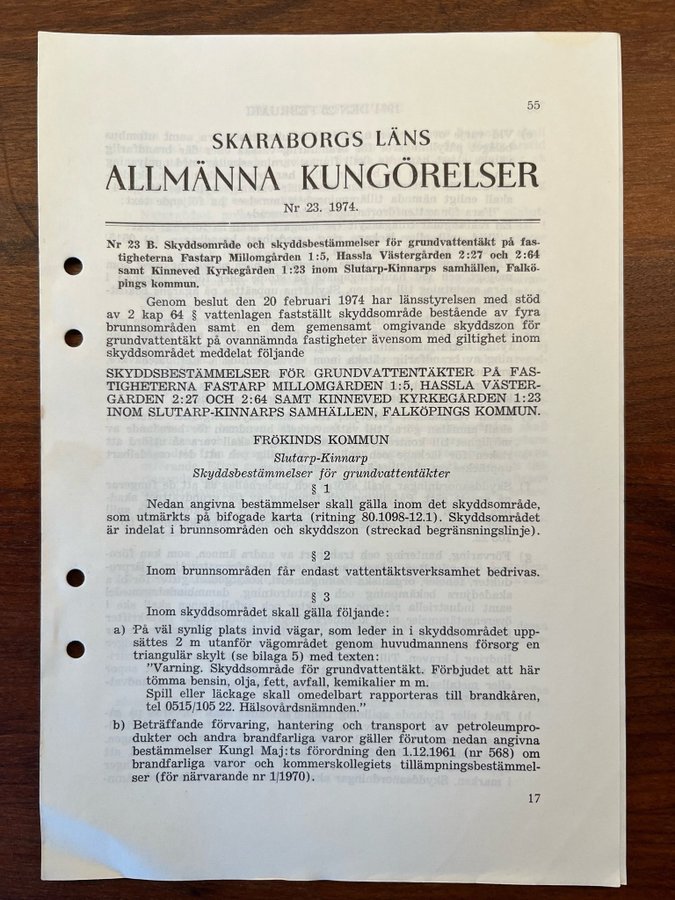 55
SKARABORGS LÄNS
ALLMÄNNA KUNGÖRELSER
Nr 23. 1974.
Nr 23 B. Skyddsområde och skyddsbestämmelser för grundvattentäkt på fas-
tigheterna Fastarp Millomgården 1:5, Hassla Västergården 2:27 och 2:64
samt Kinneved Kyrkegården 1:23 inom Slutarp-Kinnarps samhällen, Falkö-
pings kommun.
Genom beslut den 20 februari 1974 har länsstyrelsen med stöd
av 2 kap 64 § vattenlagen fastställt skyddsområde bestående av fyra
brunnsområden samt en dem gemensamt omgivande skyddszon för
grundvattentäkt på ovannämnda fastigheter ävensom med giltighet inom
skyddsområdet meddelat följande
SKYDDSBESTÄMMELSER FÖR GRUNDVATTENTÄKTER PÅ FAS-
TIGHETERNA FASTARP MILLOMGÅRDEN 1:5, HASSLA VÄSTER-
GÅRDEN 2:27 OCH 2:64 SAMT KINNEVED KYRKEGÅRDEN 1:23
INOM SLUTARP-KINNARPS SAMHÄLLEN, FALKÖPINGS KOMMUN.
FRÖKINDS KOMMUN
Slutarp-Kinnarp
Skyddsbestämmelser för grundvattentäkter
§ 1
Nedan angivna bestämmelser skall gälla inom det skyddsområde,
som utmärkts på bifogade karta (ritning 80.1098-12.1). Skyddsområdet
är indelat i brunnsområden och skyddszon (streckad begränsningslinje).
§ 2
Inom brunnsområden får endast vattentäktsverksamhet bedrivas.
§ 3
Inom skyddsområdet skall gälla följande:
a) På väl synlig plats invid vägar, som leder in i skyddsområdet upp-
sättes 2 m utanför vägområdet genom huvudmannens försorg en
triangulär skylt (se bilaga 5) med texten:
"Varning. Skyddsområde för grundvattentäkt. Förbjudet att här
tömma bensin, olja, fett, avfall, kemikalier m m.
Spill eller läckage skall omedelbart rapporteras till brandkåren,
tel 0515/105 22. Hälsovårdsnämnden."
b) Beträffande förvaring, hantering och transport av petroleumpro-
dukter och andra brandfarliga varor gäller förutom nedan angivna
bestämmelser Kungl Maj:ts förordning den 1.12.1961 (nr 568) om
brandfarliga varor och kommerskollegiets tillämpningsbestämmel-
ser (för närvarande nr 1/1970).
17